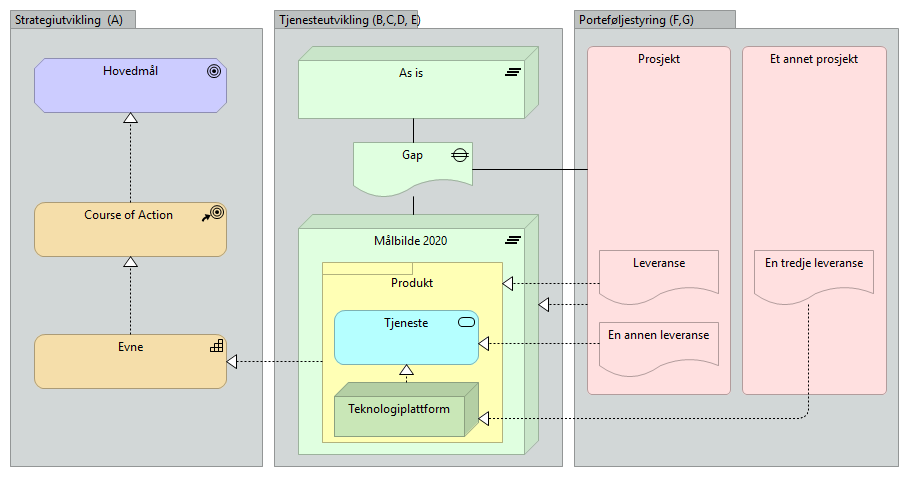 Strategiutvikling (A)
Hovedmål
Course of Action
Evne
Tjenesteutvikling (B,C,D, E)
As is
Gap
Målbilde 2020
Produkt
Tjeneste
Teknologiplattform
Porteføljestyring (F,G)
Prosjekt
Leveranse
En annen leveranse
Et annet prosjekt
En tredje leveranse